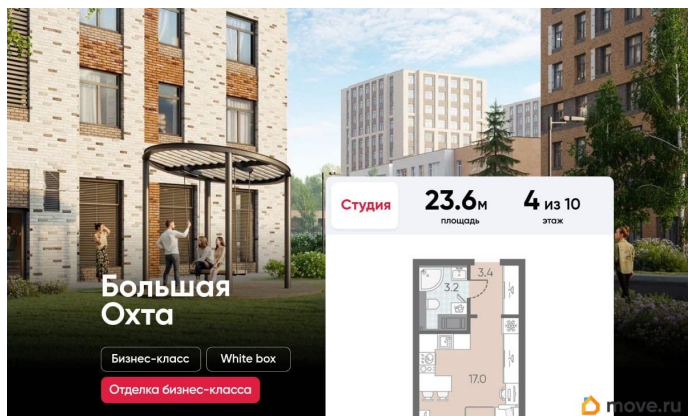 Студия
23.6м
площадь
4 из 10
этаж
3.4
3.2
17.0
Большая
Охта
Бизнес-класс
White box
Отделка бизнес-класса
move.ru